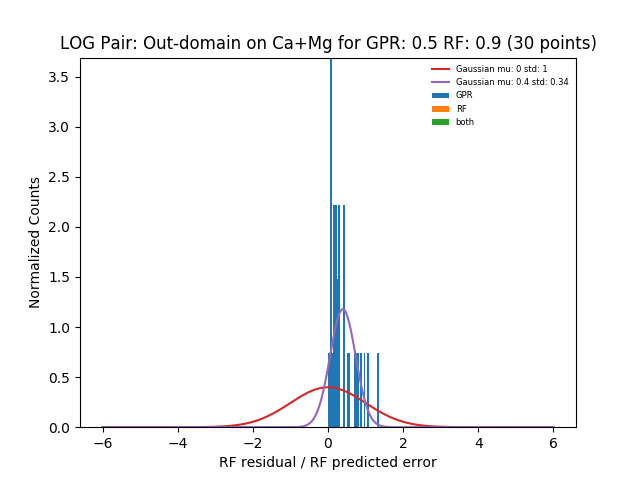 LOG Pair: Out-domain on Ca+Mg for GPR: 0.5 RF: 0.9 (30 points)
Gaussian mu: 0 std: 1
Gaussian mu: 0.4 std: 0.34
GPR
RF
both
Normalized Counts
3.5
3.0
2.5
2.0
1.5
1.0
0.5
0.0
−6 −4 −2 0 2 4 6
RF residual / RF predicted error